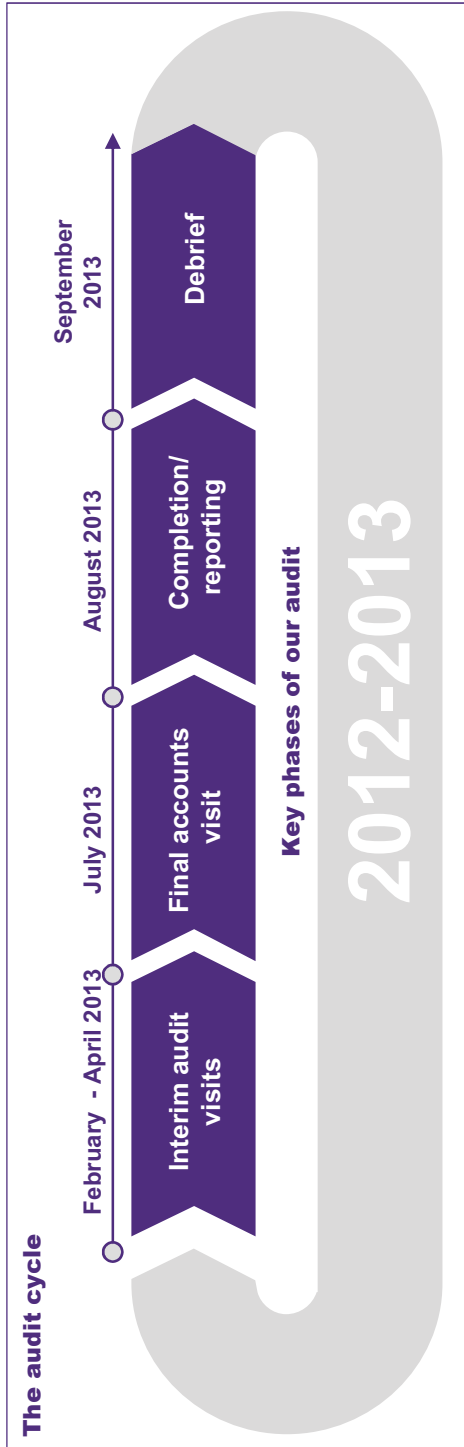 The audit cycle
February  - April 2013
July 2013
August 2013
September
2013
Interim audit
visits
Final accounts
visit
Completion/
reporting
Debrief
Key phases of our audit
2012-2013